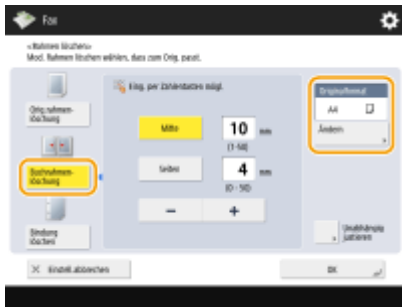 Fax
<Rahmen löschen>
Mod. Rahmen löschen wählen, dass zum Orig. passt.
Orig.rahmen-
löschung
Buchrahmen-
löschung
Bindung
löschen
Eing. per Zahlentasten mögl.
Mitte
10 mm
(1-50)
Seiten
4 mm
(0 - 50)
−
+
Originalformat
A4
Ändern
Unabhängig
justieren
× Einstell. abbrechen
OK